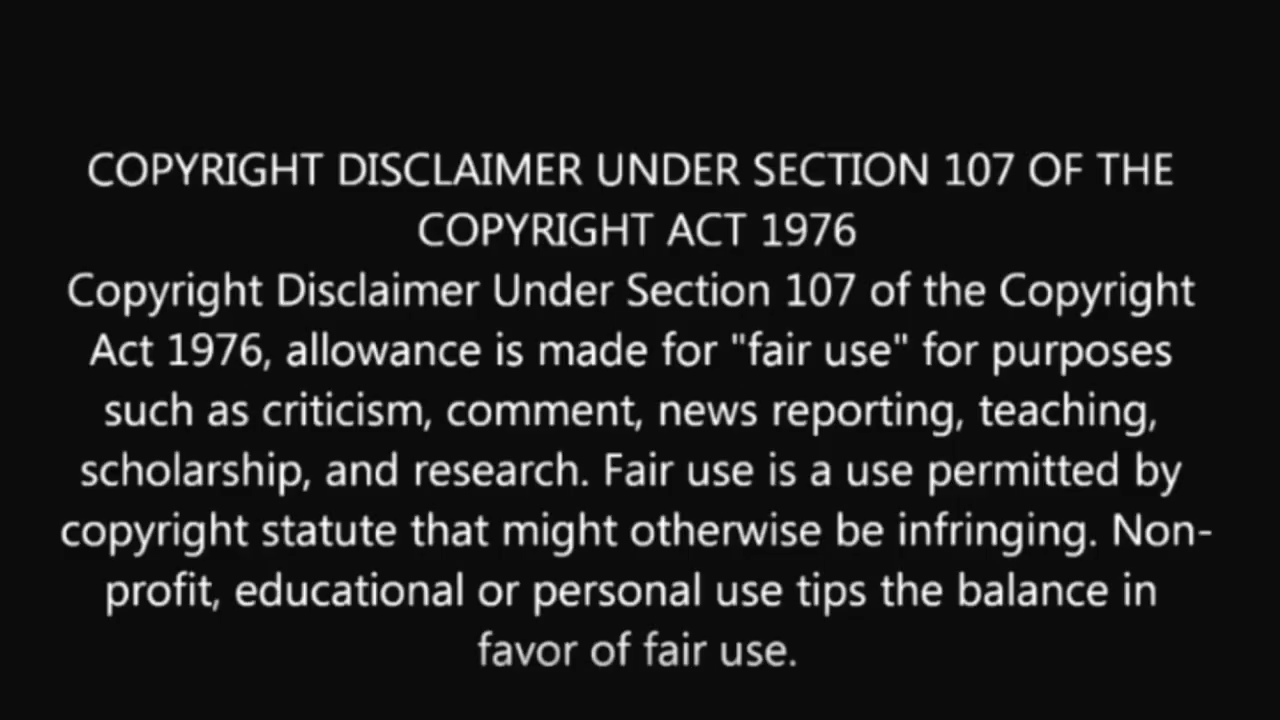 COPYRIGHT DISCLAIMER UNDER SECTION 107 OF THE
COPYRIGHT ACT 1976
Copyright Disclaimer Under Section 107 of the Copyright
Act 1976, allowance is made for "fair use" for purposes
such as criticism, comment, news reporting, teaching,
scholarship, and research. Fair use is a use permitted by
copyright statute that might otherwise be infringing. Non-
profit, educational or personal use tips the balance in
favor of fair use.